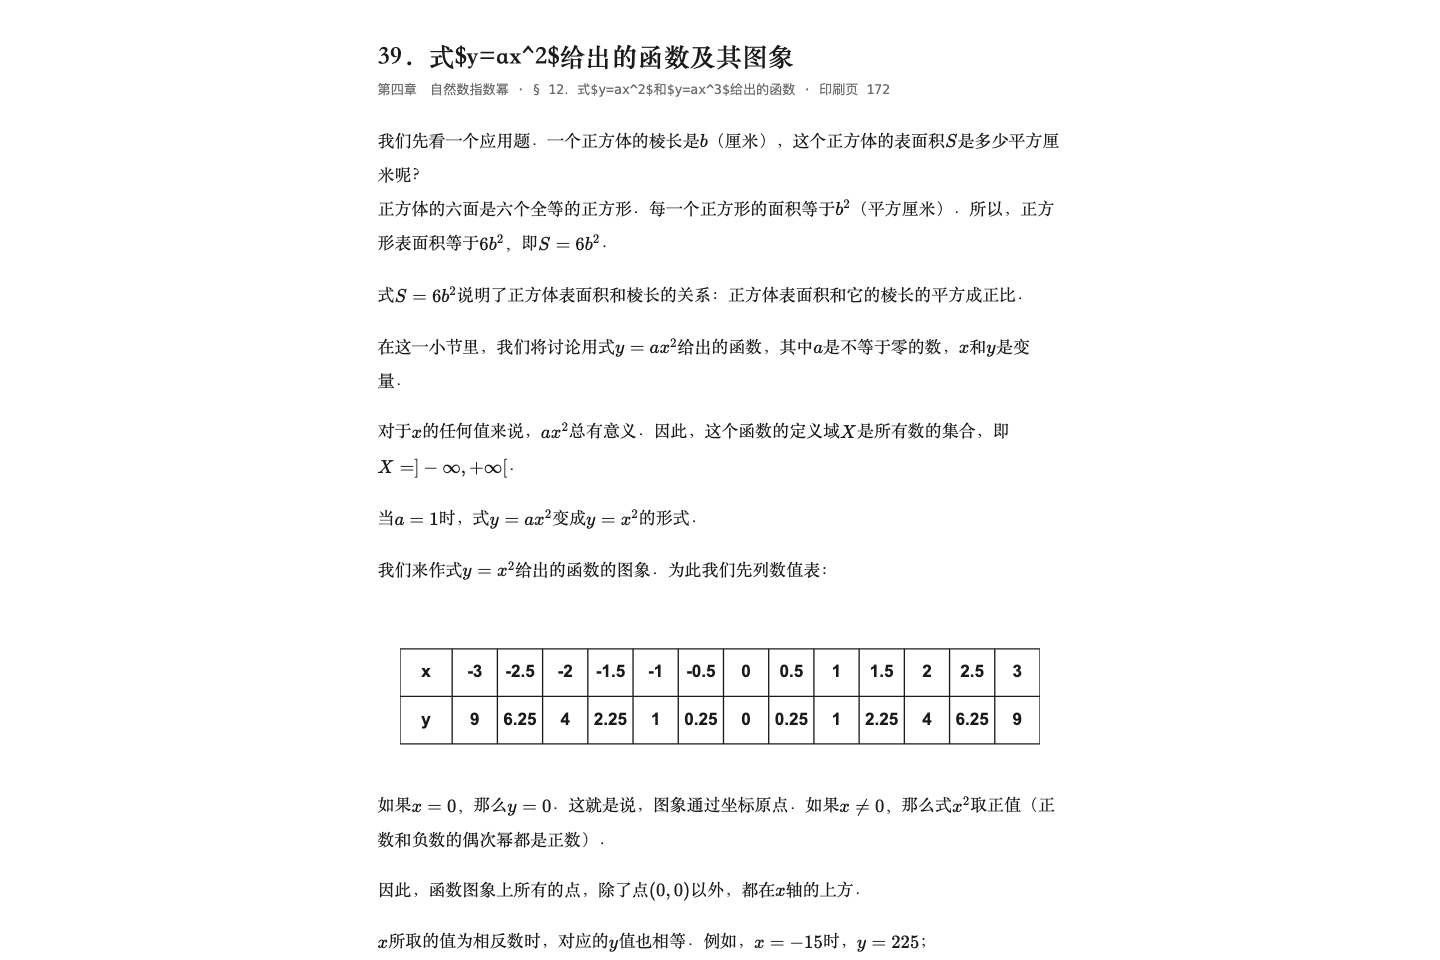 39．式$y=ax^2$给出的函数及其图象
第四章　自然数指数幂 · § 12. 式$y=ax^2$和$y=ax^3$给出的函数 · 印刷页 172
我们先看一个应用题．一个正方体的棱长是b（厘米），这个正方体的表面积S是多少平方厘
米呢？
正方体的六面是六个全等的正方形．每一个正方形的面积等于b²（平方厘米）．所以，正方
形表面积等于6b²，即S = 6b²．
式S = 6b²说明了正方体表面积和棱长的关系：正方体表面积和它的棱长的平方成正比．
在这一小节里，我们将讨论用式y = ax²给出的函数，其中a是不等于零的数，x和y是变
量．
对于x的任何值来说，ax²总有意义．因此，这个函数的定义域X是所有数的集合，即
X =] − ∞, +∞[．
当a = 1时，式y = ax²变成y = x²的形式．
我们来作式y = x²给出的函数的图象．为此我们先列数值表：
x -3 -2.5 -2 -1.5 -1 -0.5 0 0.5 1 1.5 2 2.5 3
y 9 6.25 4 2.25 1 0.25 0 0.25 1 2.25 4 6.25 9
如果x = 0，那么y = 0．这就是说，图象通过坐标原点．如果x ≠ 0，那么式x²取正值（正
数和负数的偶次幂都是正数）．
因此，函数图象上所有的点，除了点(0, 0)以外，都在x轴的上方．
x所取的值为相反数时，对应的y值也相等．例如，x = −15时，y = 225；